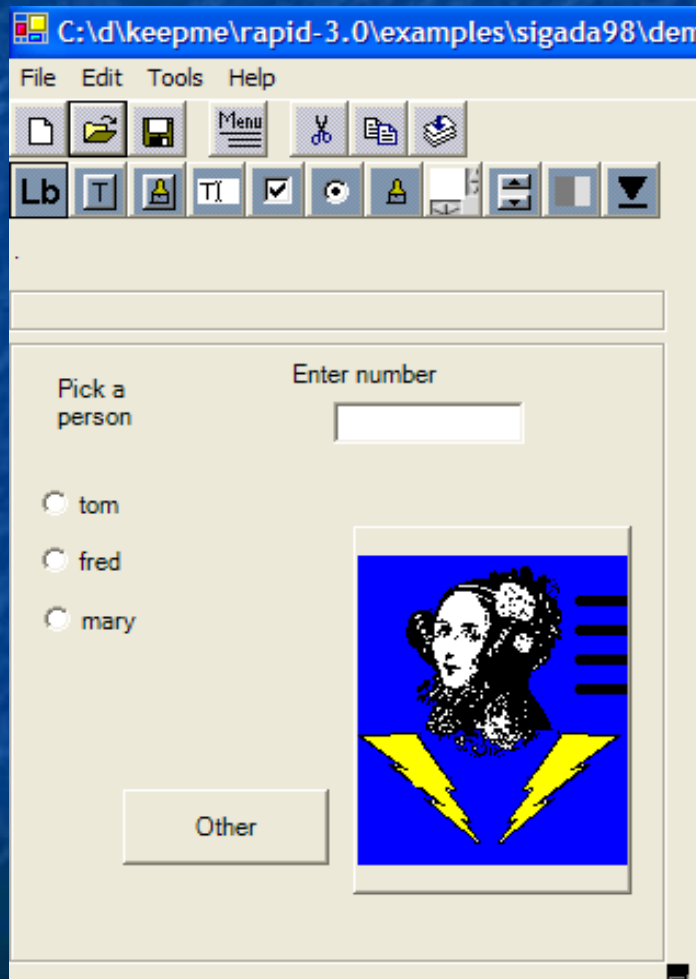 C:\d\keepme\rapid-3.0\examples\sigada98\dem
File Edit Tools Help
Menu
Lb T TI
.
Pick a
person
Enter number
tom
fred
mary
Other